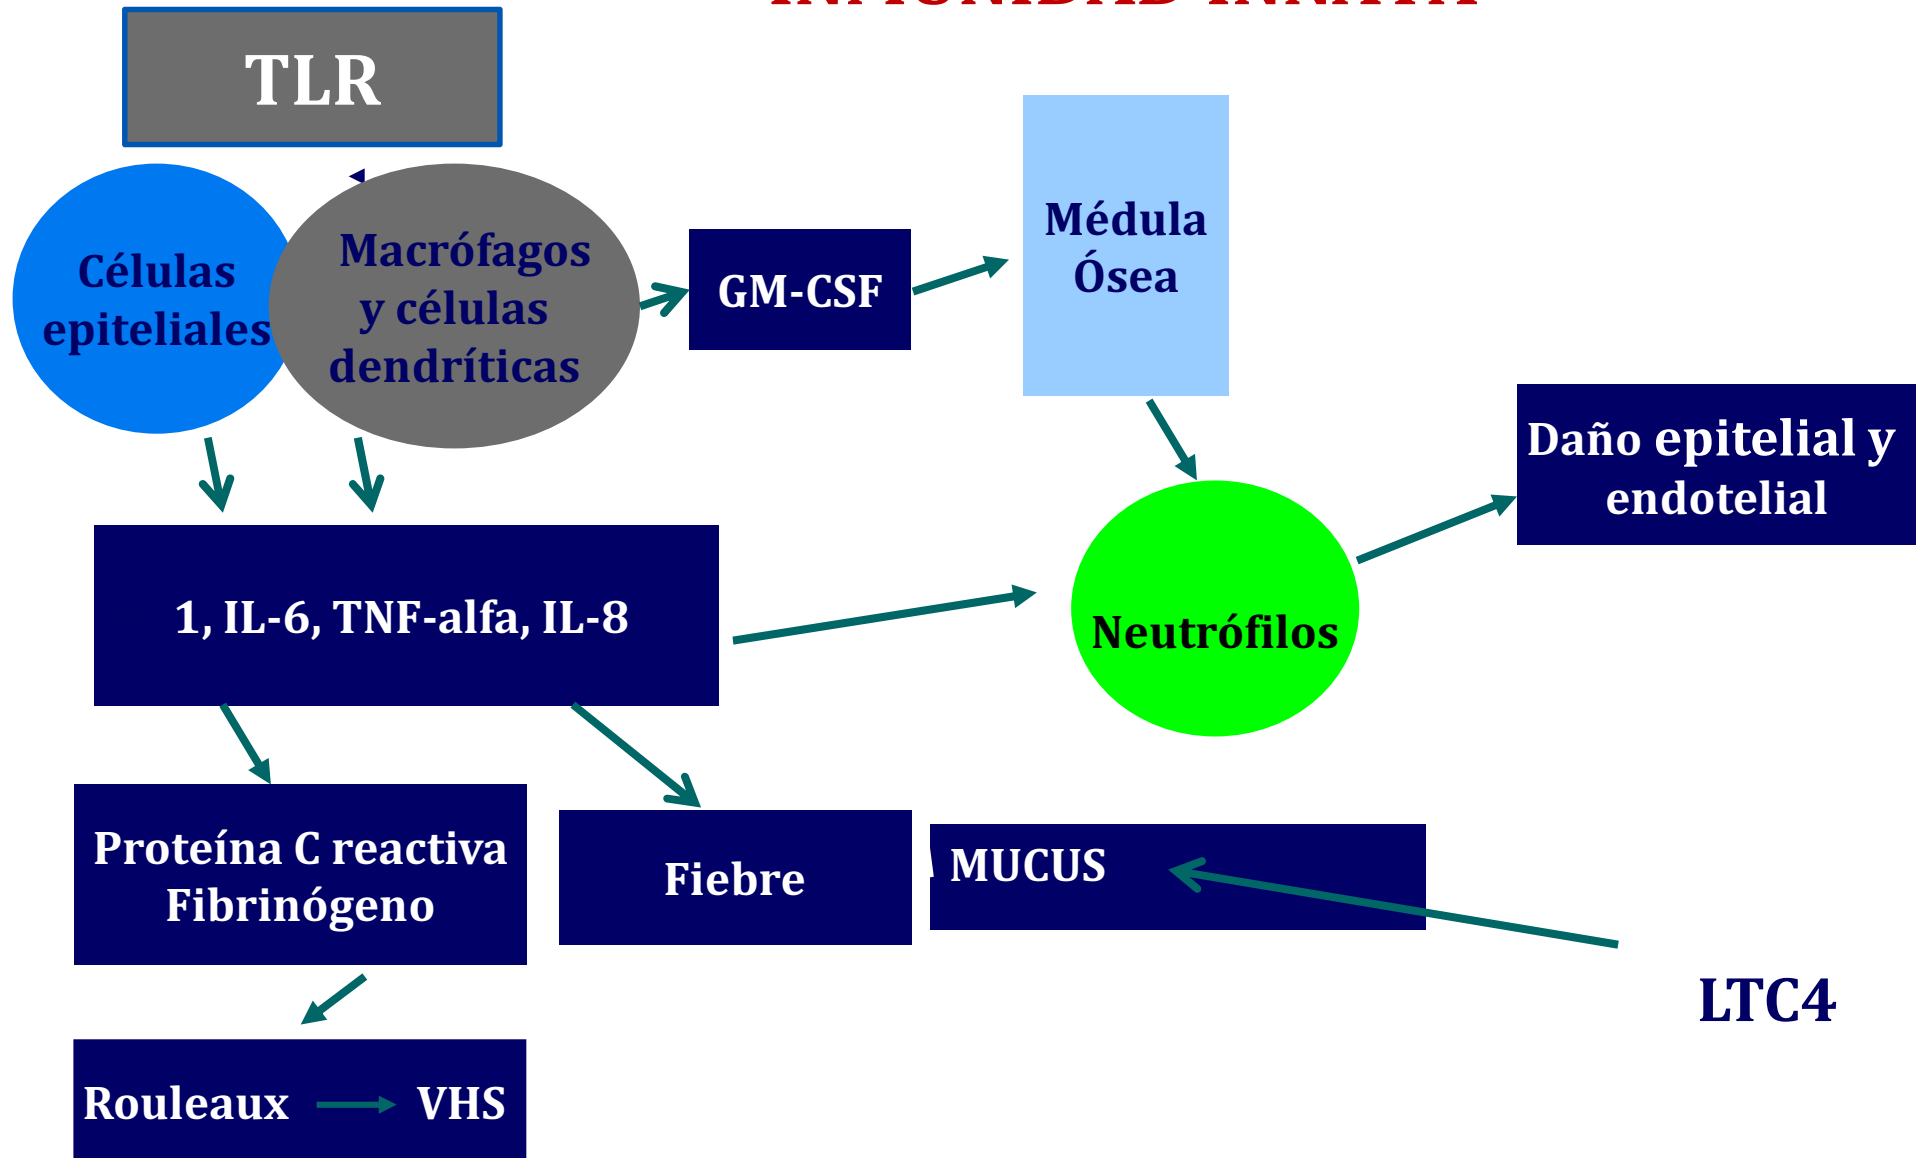 TLR
Células
epiteliales
Macrófagos
y células
dendríticas
GM-CSF
Médula
Ósea
Daño epitelial y
endotelial
1, IL-6, TNF-alfa, IL-8
Neutrófilos
Proteína C reactiva
Fibrinógeno
Fiebre
MUCUS
LTC4
Rouleaux
VHS